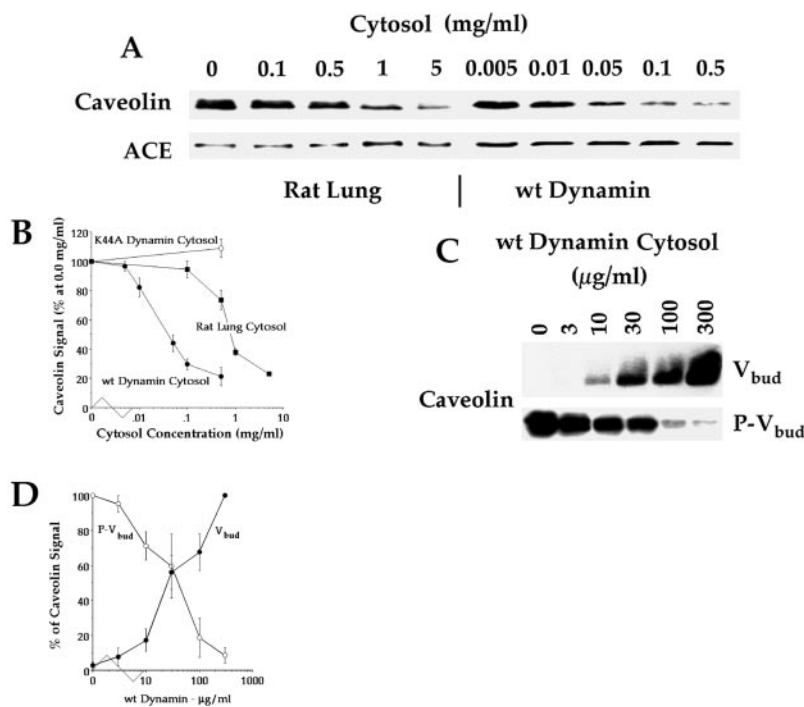 A
Cytosol (mg/ml)
0 0.1 0.5 1 5 0.005 0.01 0.05 0.1 0.5
Caveolin
ACE
Rat Lung | wt Dynamin
B
Caveolin Signal (% at 0.0 mg/ml)
120
100
80
60
40
20
0
K44A Dynamin Cytosol
Rat Lung Cytosol
wt Dynamin Cytosol
0 .01 .1 1 10
Cytosol Concentration (mg/ml)
C
wt Dynamin Cytosol
(µg/ml)
0 3 10 30 100 300
Caveolin
Vbud
P-Vbud
D
% of Caveolin Signal
100
80
60
40
20
0
P-Vbud
Vbud
0 10 100 1000
wt Dynamin - µg/ml